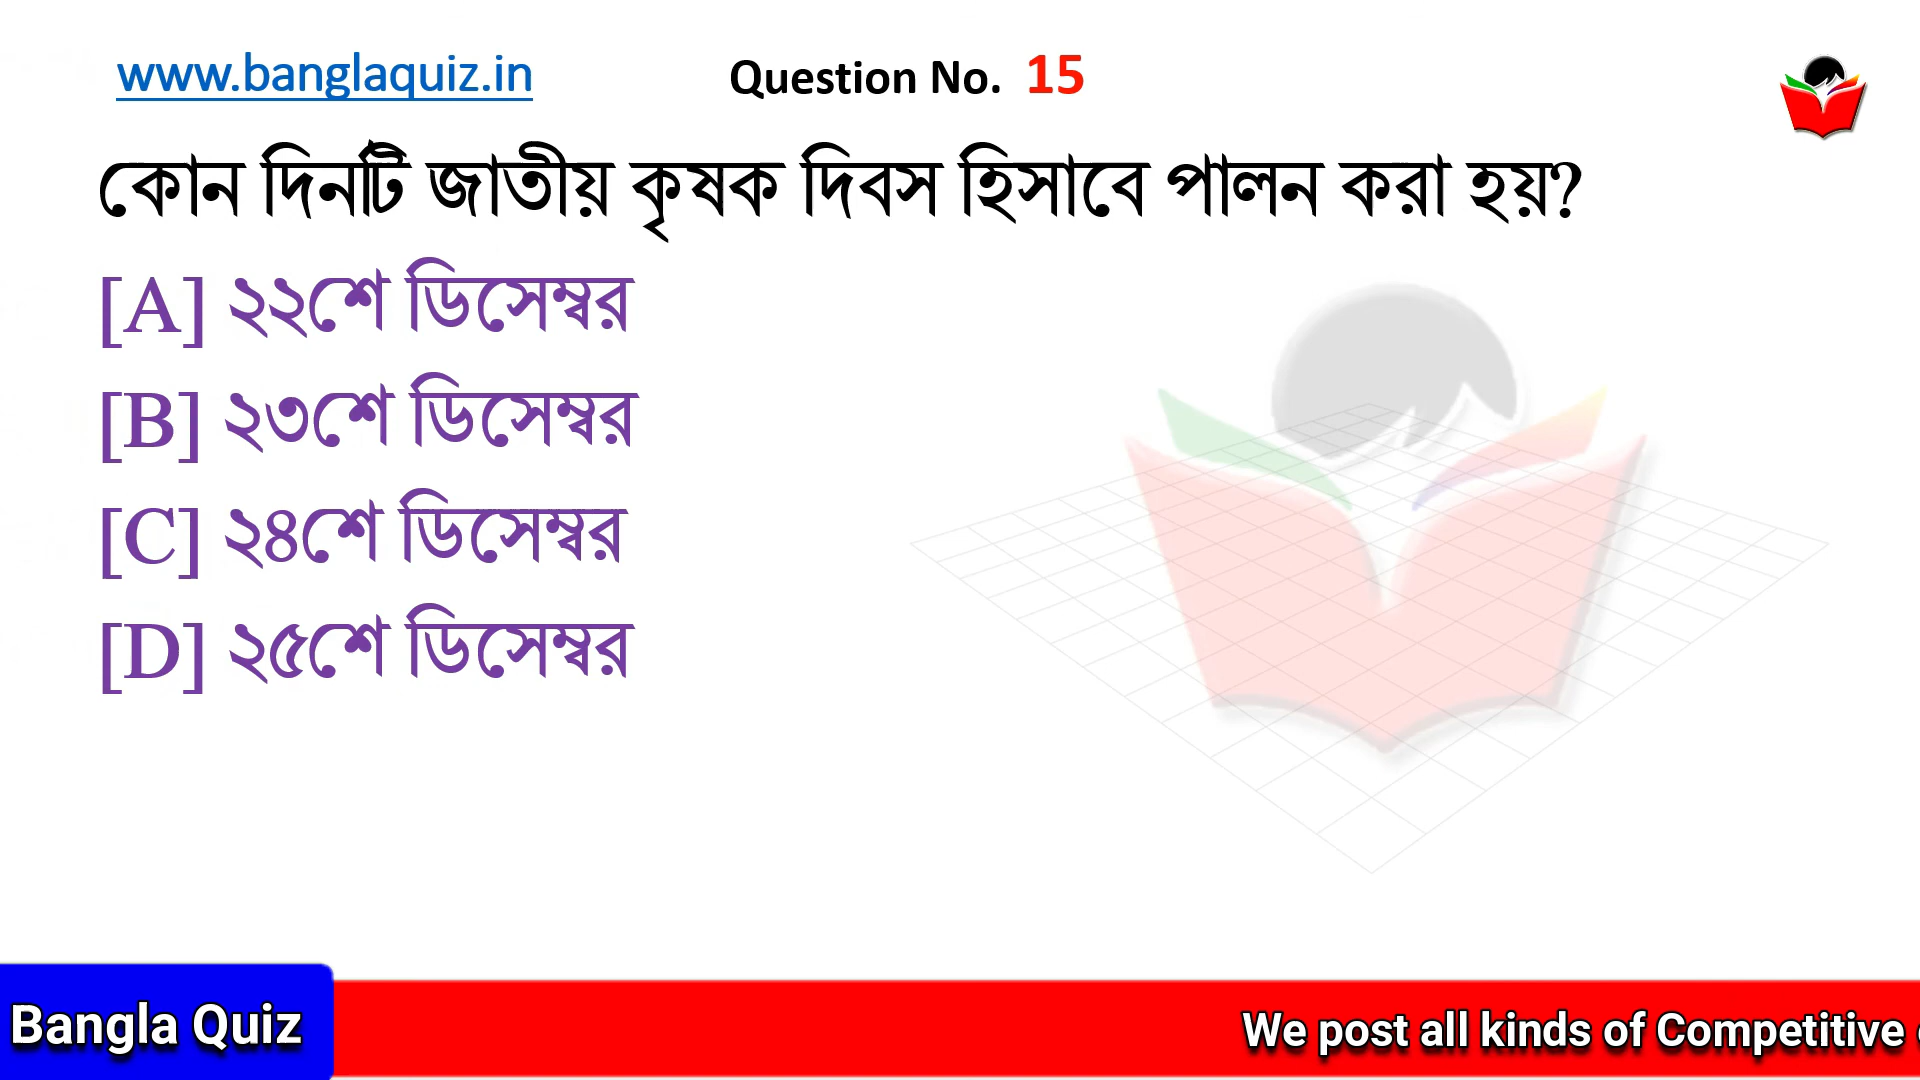 www.banglaquiz.in Question No. 15
কোন দিনটি জাতীয় কৃষক দিবস হিসাবে পালন করা হয়?
[A] ২২শে ডিসেম্বর
[B] ২৩শে ডিসেম্বর
[C] ২৪শে ডিসেম্বর
[D] ২৫শে ডিসেম্বর
Bangla Quiz We post all kinds of Competitive